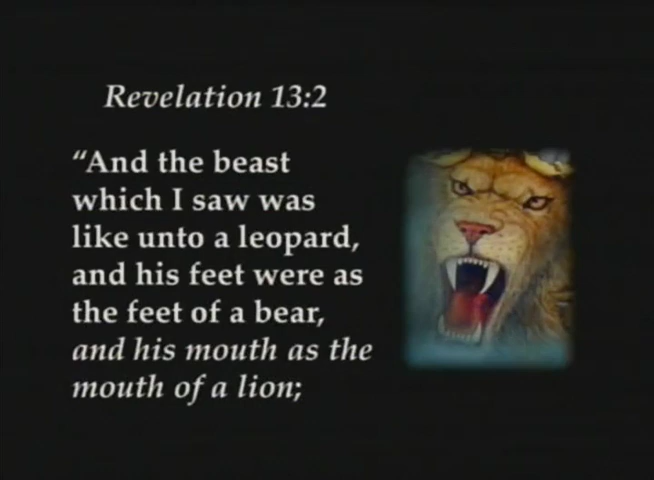 Revelation 13:2
“And the beast
which I saw was
like unto a leopard,
and his feet were as
the feet of a bear,
and his mouth as the
mouth of a lion;